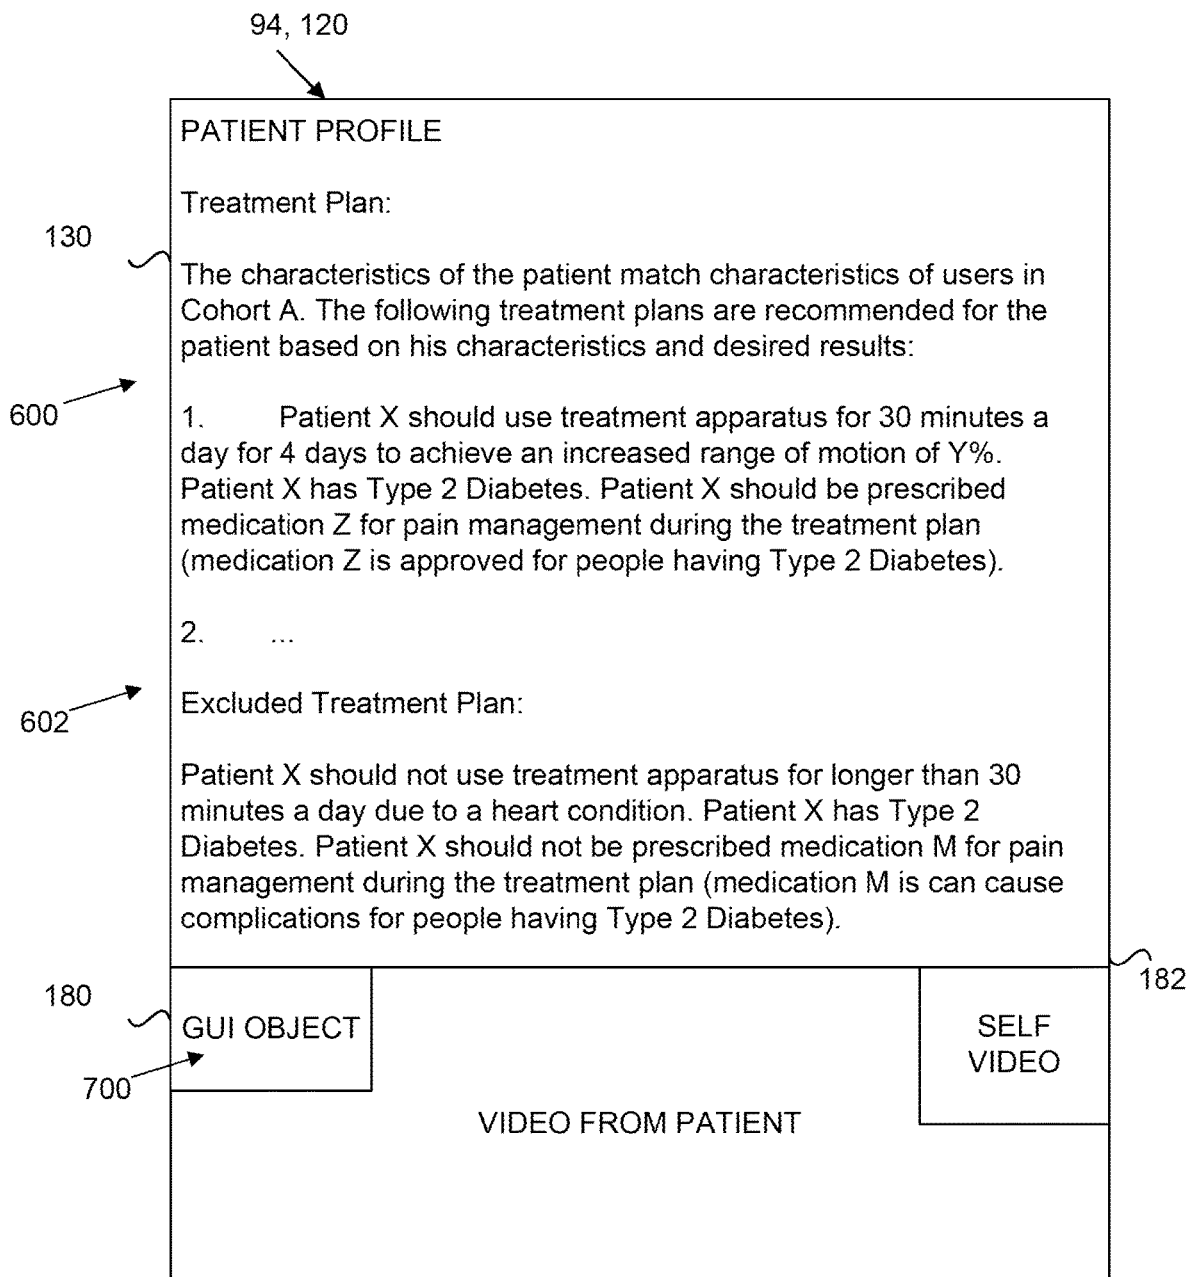 94, 120
PATIENT PROFILE
Treatment Plan:
130
The characteristics of the patient match characteristics of users in
Cohort A. The following treatment plans are recommended for the
patient based on his characteristics and desired results:
600
1. Patient X should use treatment apparatus for 30 minutes a
day for 4 days to achieve an increased range of motion of Y%.
Patient X has Type 2 Diabetes. Patient X should be prescribed
medication Z for pain management during the treatment plan
(medication Z is approved for people having Type 2 Diabetes).
2. ...
602
Excluded Treatment Plan:
Patient X should not use treatment apparatus for longer than 30
minutes a day due to a heart condition. Patient X has Type 2
Diabetes. Patient X should not be prescribed medication M for pain
management during the treatment plan (medication M is can cause
complications for people having Type 2 Diabetes).
182
180
GUI OBJECT
700
SELF
VIDEO
VIDEO FROM PATIENT